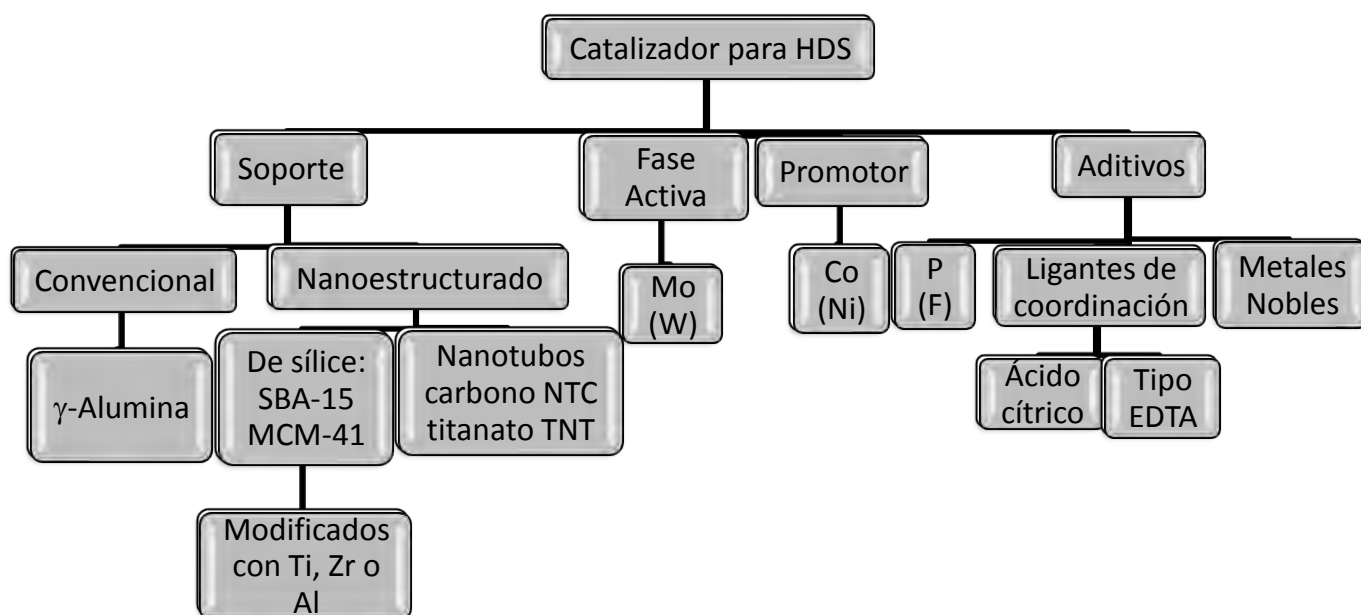 Catalizador para HDS
Soporte
Fase
Activa
Promotor
Aditivos
Convencional
Nanoestructurado
Mo
(W)
Co
(Ni)
P
(F)
Ligantes de
coordinación
Metales
Nobles
γ-Alumina
De sílice:
SBA-15
MCM-41
Nanotubos
carbono NTC
titanato TNT
Ácido
cítrico
Tipo
EDTA
Modificados
con Ti, Zr o
Al